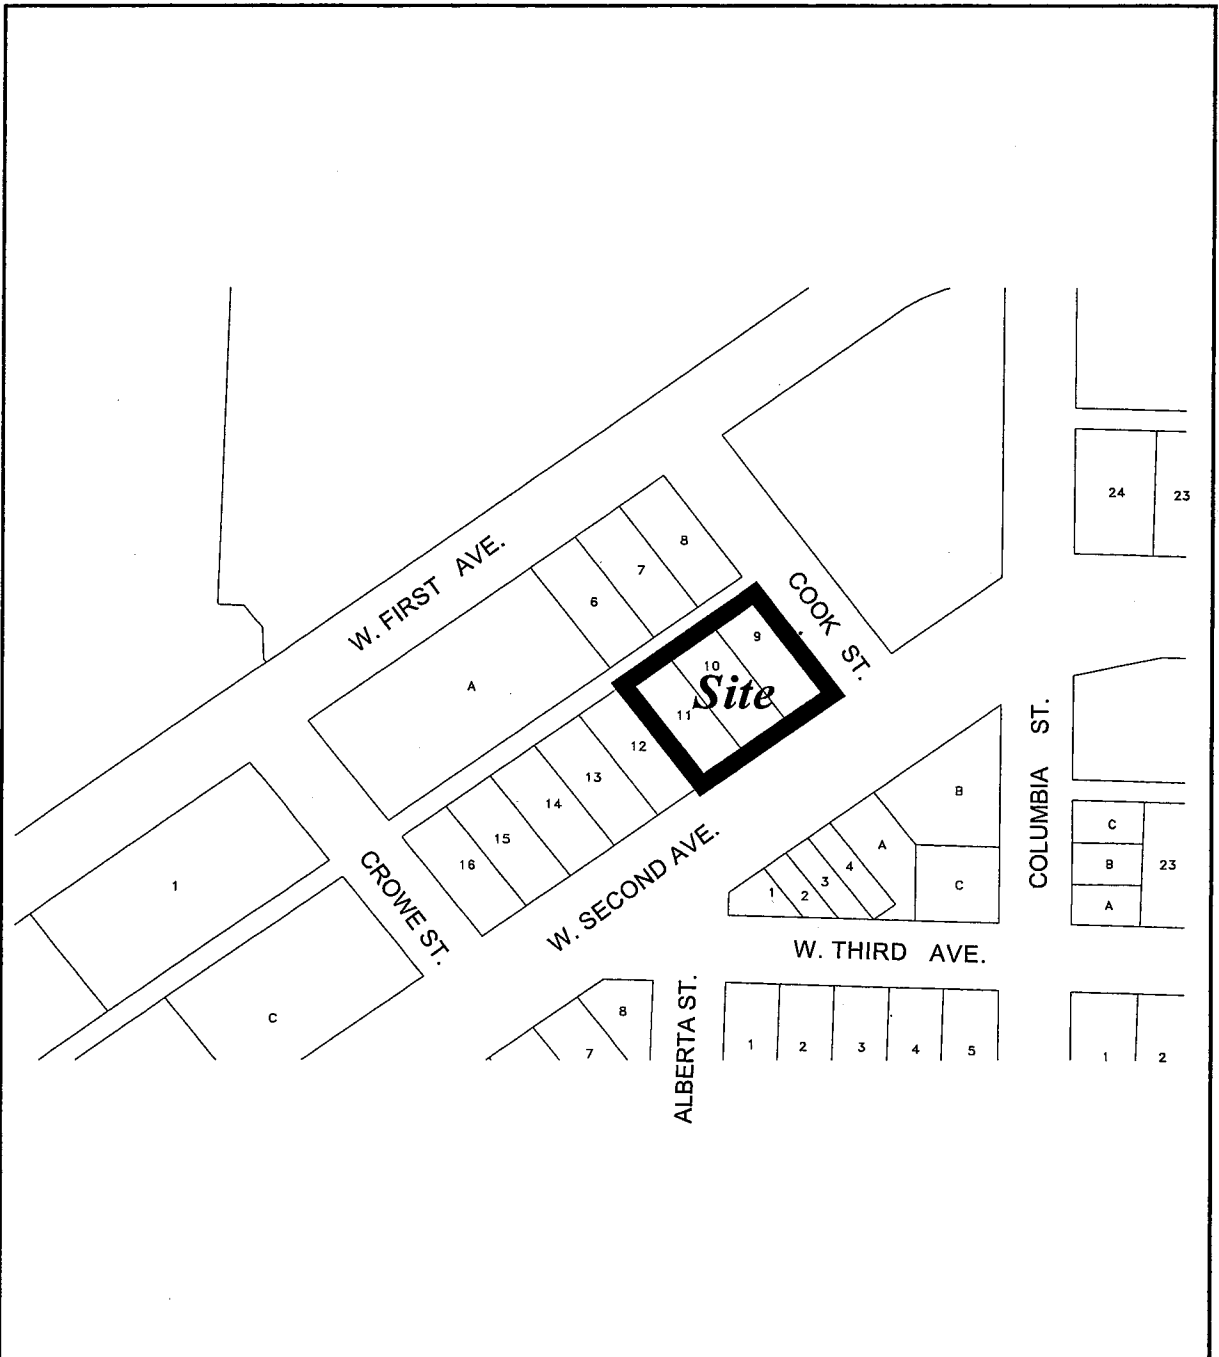 24
23
8
W. FIRST AVE.
7
COOK ST.
6
9
10
A
Site
11
COLUMBIA ST.
12
13
B
14
C
15
W. SECOND AVE.
A
4
B
23
16
CROWE ST.
3
1
C
1
2
A
W. THIRD AVE.
C
ALBERTA ST.
8
7
1
2
3
4
5
1
2